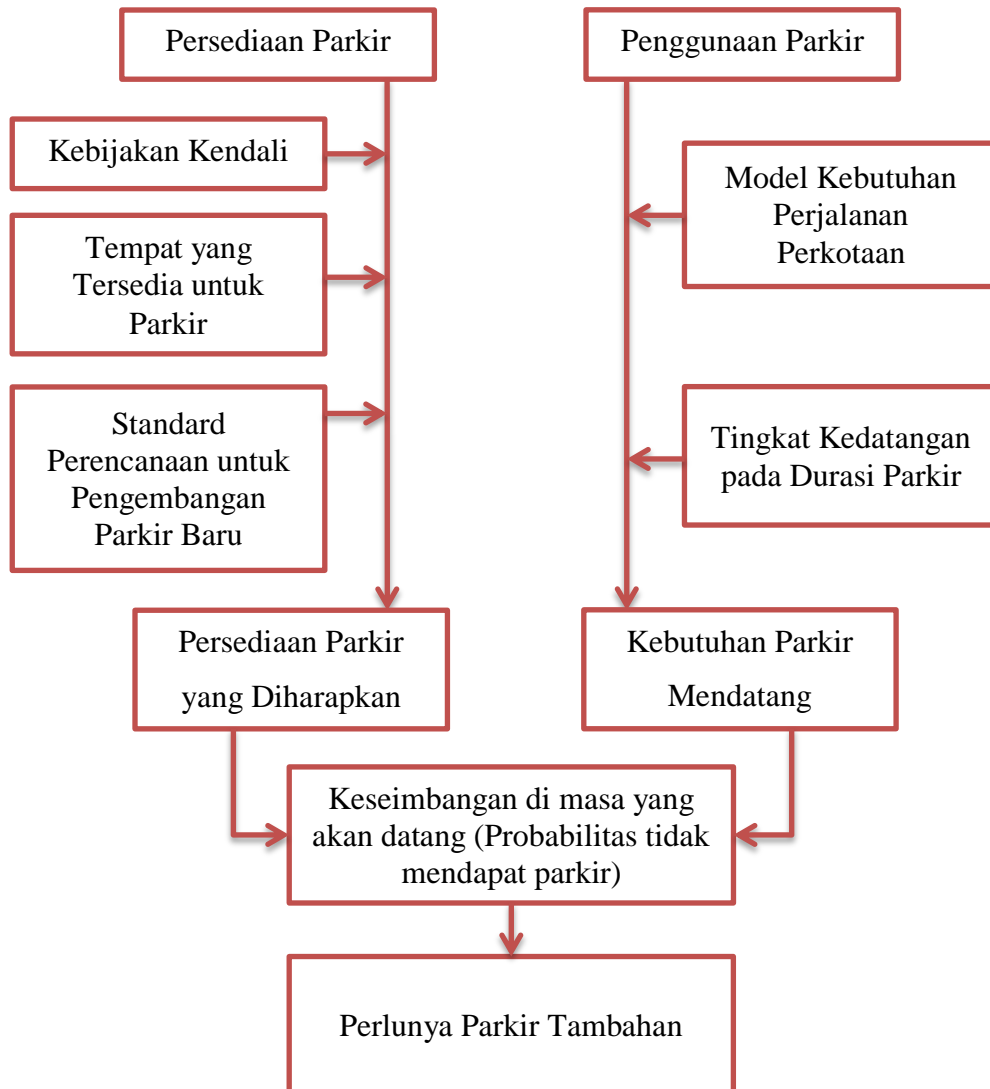 Persediaan Parkir
Penggunaan Parkir
Kebijakan Kendali
Model Kebutuhan
Perjalanan
Perkotaan
Tempat yang
Tersedia untuk
Parkir
Standard
Perencanaan untuk
Pengembangan
Parkir Baru
Tingkat Kedatangan
pada Durasi Parkir
Persediaan Parkir
yang Diharapkan
Kebutuhan Parkir
Mendatang
Keseimbangan di masa yang
akan datang (Probabilitas tidak
mendapat parkir)
Perlunya Parkir Tambahan